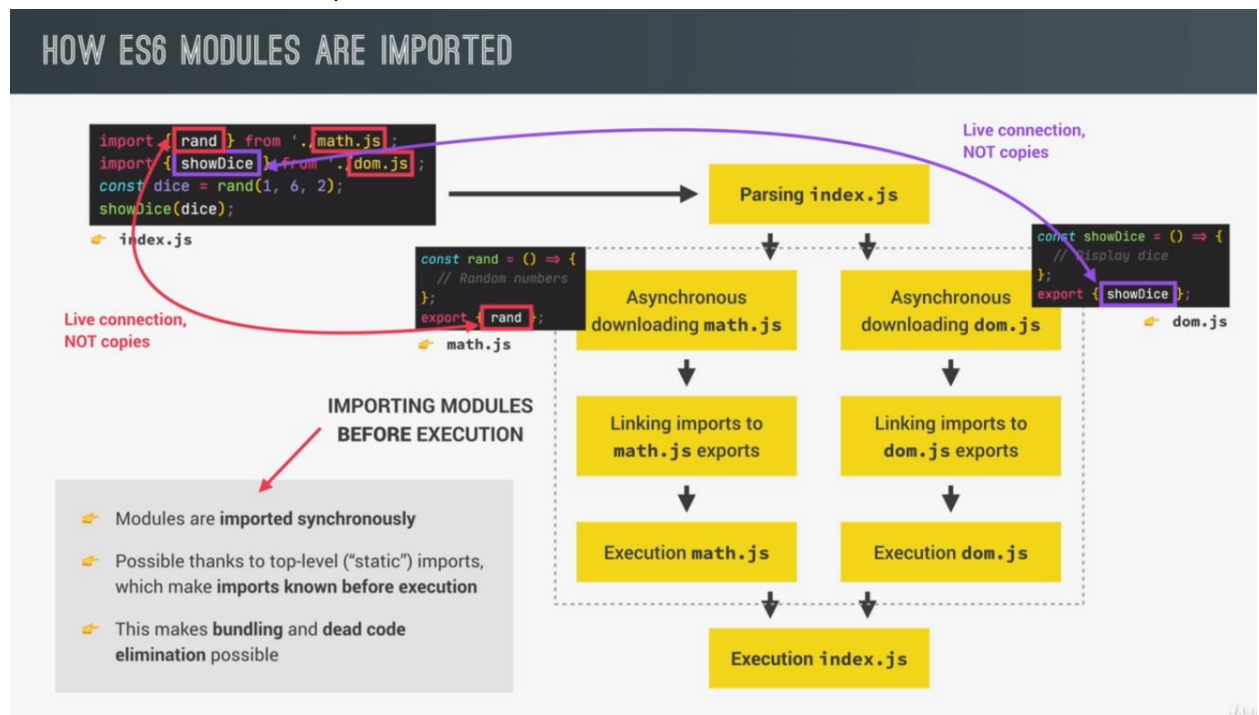 HOW ES6 MODULES ARE IMPORTED
import { rand } from './math.js';
import { showDice } from './dom.js';
const dice = rand(1, 6, 2);
showDice(dice);
index.js
Live connection,
NOT copies
Parsing index.js
const rand = () ⇒ {
// Random numbers
};
export { rand };
math.js
const showDice = () ⇒ {
// Display dice
};
export { showDice };
dom.js
Live connection,
NOT copies
Asynchronous
downloading math.js
Asynchronous
downloading dom.js
IMPORTING MODULES
BEFORE EXECUTION
Linking imports to
math.js exports
Linking imports to
dom.js exports
Modules are imported synchronously
Possible thanks to top-level (“static”) imports,
which make imports known before execution
This makes bundling and dead code
elimination possible
Execution math.js
Execution dom.js
Execution index.js